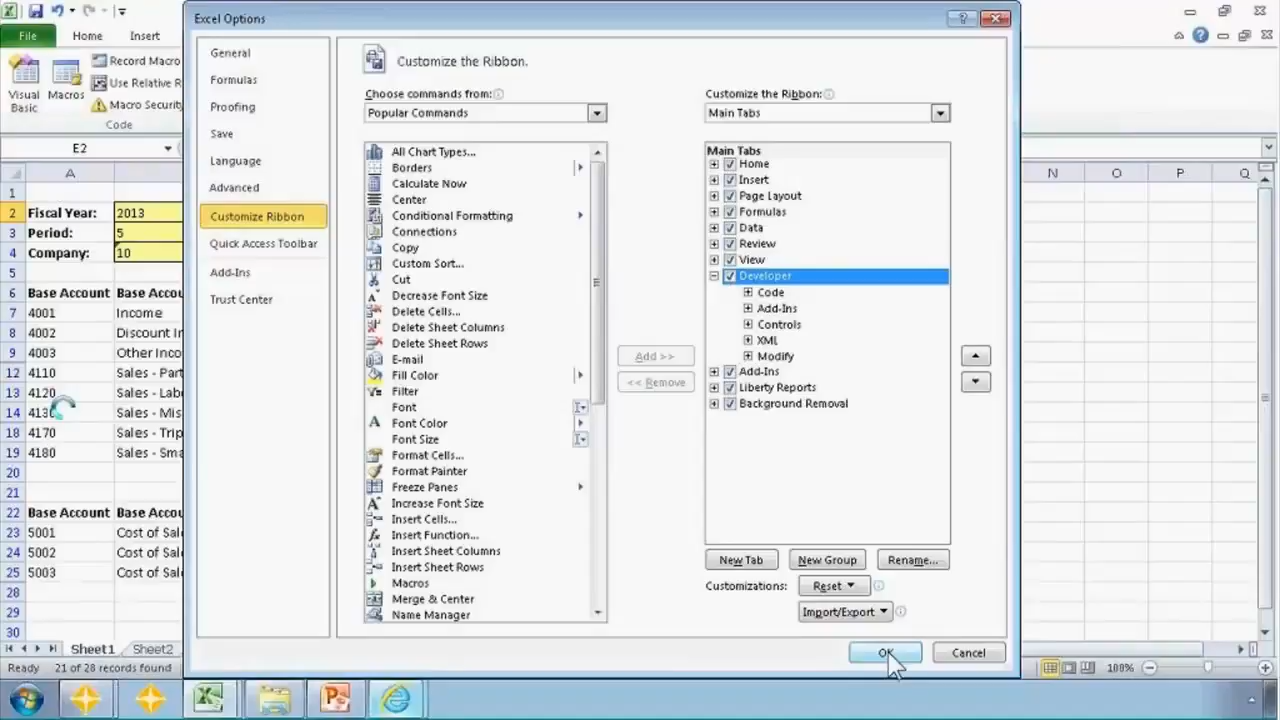 Excel Options
File Home Insert
Record Macro
Use Relative R
Macro Security
Visual Basic
Macros
Code
E2
A N O P Q
1
2 Fiscal Year: 2013
3 Period: 5
4 Company: 10
5
6 Base Account Base Accou
7 4001 Income
8 4002 Discount In
9 4003 Other Inco
12 4110 Sales - Part
13 4120 Sales - Labo
14 413 Sales - Mis
18 4170 Sales - Trip
19 4180 Sales - Sma
20
21
22 Base Account Base Accou
23 5001 Cost of Sal
24 5002 Cost of Sal
25 5003 Cost of Sal
28
29
30
Sheet1 Sheet2
Ready 21 of 28 records found
100%
General
Formulas
Proofing
Save
Language
Advanced
Customize Ribbon
Quick Access Toolbar
Add-Ins
Trust Center
Customize the Ribbon.
Choose commands from:
Popular Commands
All Chart Types...
Borders
Calculate Now
Center
Conditional Formatting
Connections
Copy
Custom Sort...
Cut
Decrease Font Size
Delete Cells...
Delete Sheet Columns
Delete Sheet Rows
E-mail
Fill Color
Filter
Font
Font Color
Font Size
Format Cells...
Format Painter
Freeze Panes
Increase Font Size
Insert Cells...
Insert Function...
Insert Sheet Columns
Insert Sheet Rows
Macros
Merge & Center
Name Manager
Add >>
<< Remove
Customize the Ribbon:
Main Tabs
Main Tabs
Home
Insert
Page Layout
Formulas
Data
Review
View
Developer
Code
Add-Ins
Controls
XML
Modify
Add-Ins
Liberty Reports
Background Removal
New Tab New Group Rename...
Customizations: Reset
Import/Export
OK Cancel